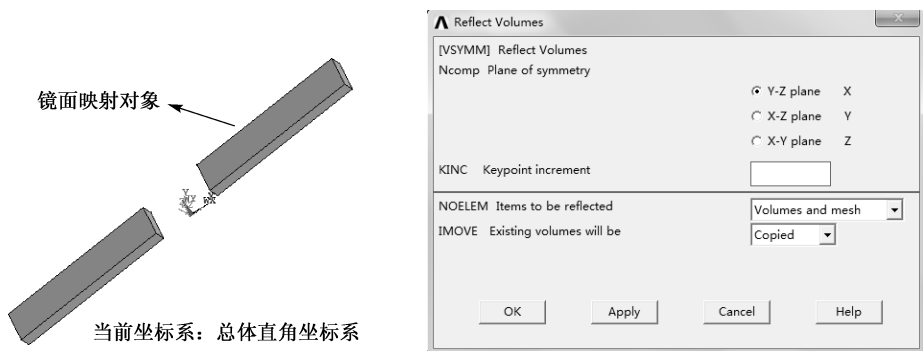 镜面映射对象
当前坐标系：总体直角坐标系
Reflect Volumes
[VSYMM] Reflect Volumes
Ncomp Plane of symmetry
Y-Z plane X
X-Z plane Y
X-Y plane Z
KINC Keypoint increment
NOELEM Items to be reflected Volumes and mesh
IMOVE Existing volumes will be Copied
OK Apply Cancel Help